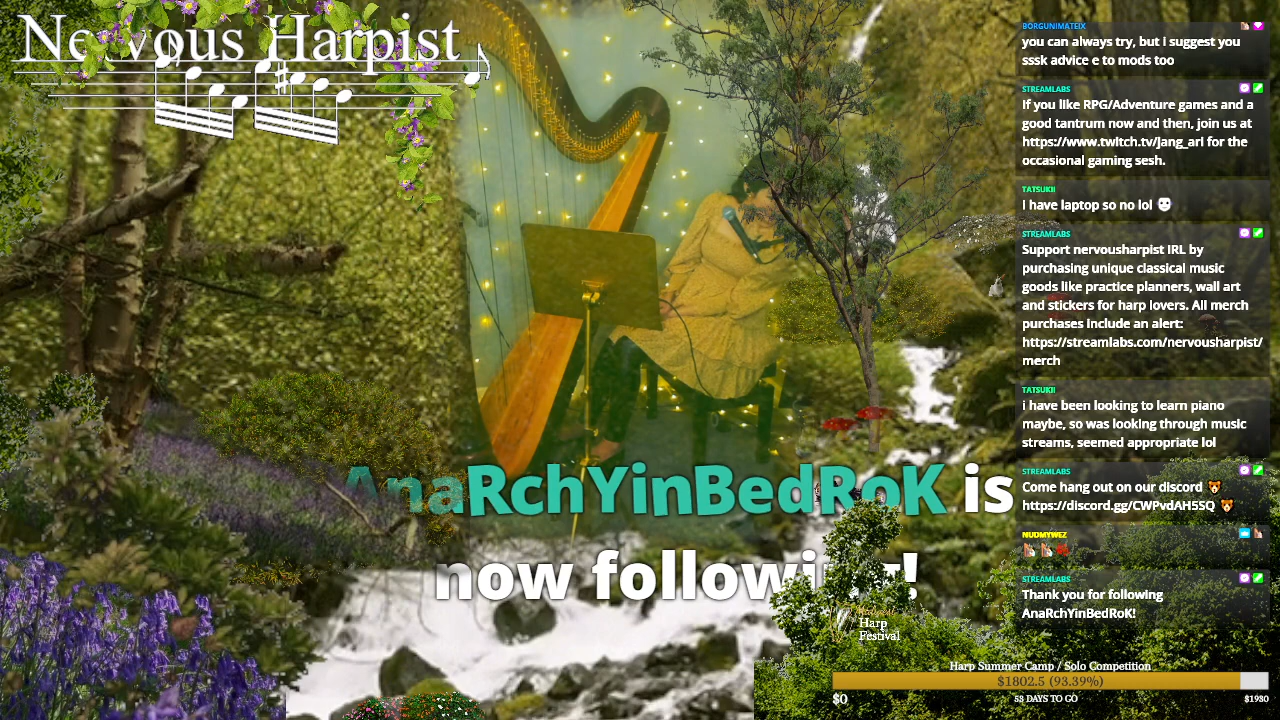 Nervous Harpist
BORGUNIMATEIX
you can always try, but i suggest you
sssk advice e to mods too
STREAMLABS
If you like RPG/Adventure games and a
good tantrum now and then, join us at
https://www.twitch.tv/jang_arl for the
occasional gaming sesh.
TATSUKII
I have laptop so no lol
STREAMLABS
Support nervousharpist IRL by
purchasing unique classical music
goods like practice planners, wall art
and stickers for harp lovers. All merch
purchases include an alert:
https://streamlabs.com/nervousharpist/
merch
TATSUKII
i have been looking to learn piano
maybe, so was looking through music
streams, seemed appropriate lol
STREAMLABS
Come hang out on our discord
https://discord.gg/CWPvdAH5SQ
NUDMYWEZ
STREAMLABS
Thank you for following
AnaRchYinBedRoK!
AnaRchYinBedRoK is
now following!
Harp
Festival
Harp Summer Camp / Solo Competition
$1802.5 (93.39%)
$0
53 DAYS TO GO
$1930